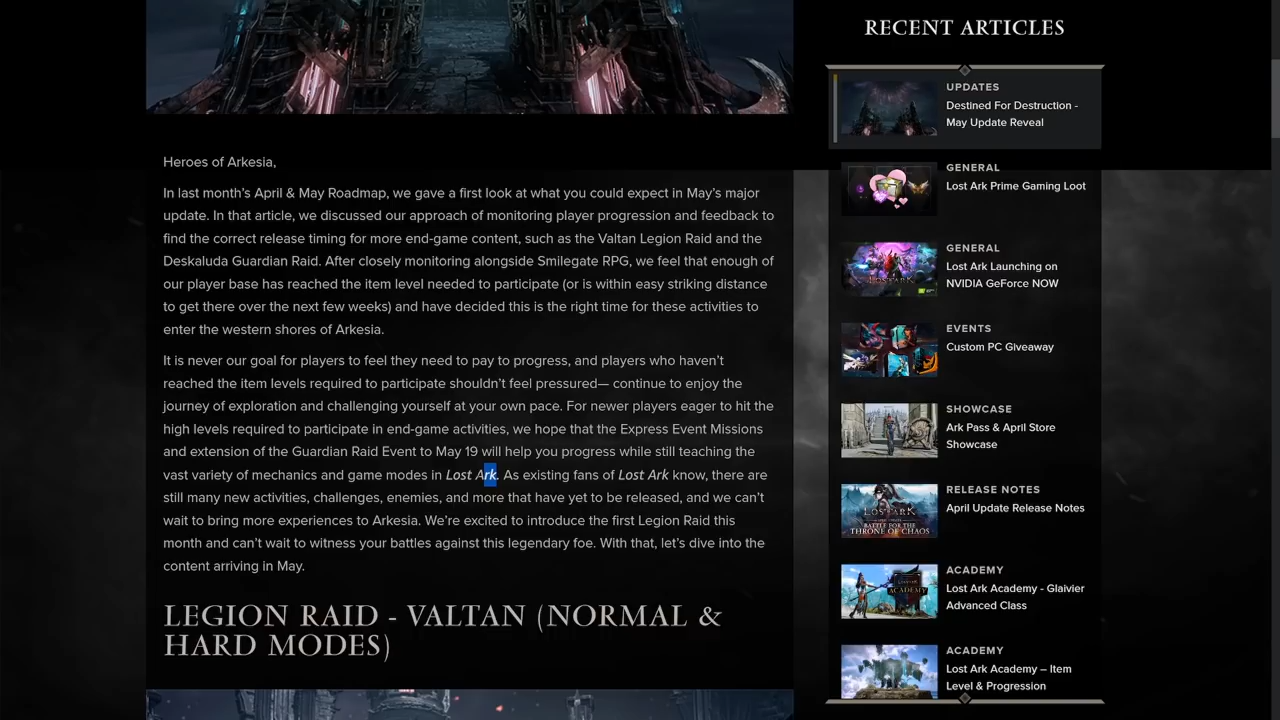 Heroes of Arkesia,
In last month’s April & May Roadmap, we gave a first look at what you could expect in May’s major
update. In that article, we discussed our approach of monitoring player progression and feedback to
find the correct release timing for more end-game content, such as the Valtan Legion Raid and the
Deskaluda Guardian Raid. After closely monitoring alongside Smilegate RPG, we feel that enough of
our player base has reached the item level needed to participate (or is within easy striking distance
to get there over the next few weeks) and have decided this is the right time for these activities to
enter the western shores of Arkesia.
It is never our goal for players to feel they need to pay to progress, and players who haven’t
reached the item levels required to participate shouldn’t feel pressured— continue to enjoy the
journey of exploration and challenging yourself at your own pace. For newer players eager to hit the
high levels required to participate in end-game activities, we hope that the Express Event Missions
and extension of the Guardian Raid Event to May 19 will help you progress while still teaching the
vast variety of mechanics and game modes in Lost Ark. As existing fans of Lost Ark know, there are
still many new activities, challenges, enemies, and more that have yet to be released, and we can’t
wait to bring more experiences to Arkesia. We’re excited to introduce the first Legion Raid this
month and can’t wait to witness your battles against this legendary foe. With that, let’s dive into the
content arriving in May.
LEGION RAID - VALTAN (NORMAL &
HARD MODES)
RECENT ARTICLES
UPDATES
Destined For Destruction -
May Update Reveal
GENERAL
Lost Ark Prime Gaming Loot
GENERAL
Lost Ark Launching on
NVIDIA GeForce NOW
LOST ARK
EVENTS
Custom PC Giveaway
SHOWCASE
Ark Pass & April Store
Showcase
RELEASE NOTES
April Update Release Notes
LOST ARK
BATTLE FOR THE
THRONE OF CHAOS
ACADEMY
Lost Ark Academy - Glaivier
Advanced Class
ACADEMY
ACADEMY
Lost Ark Academy – Item
Level & Progression